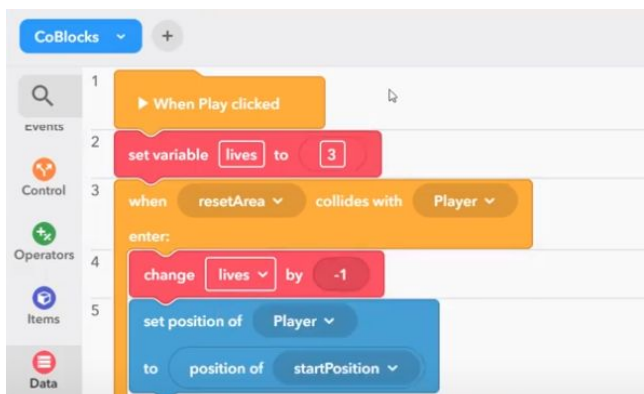 CoBlocks
+
1
When Play clicked
Events
2
set variable lives to 3
Control
3
when resetArea collides with Player
enter:
Operators
4
change lives by -1
Items
5
set position of Player
to position of startPosition
Data